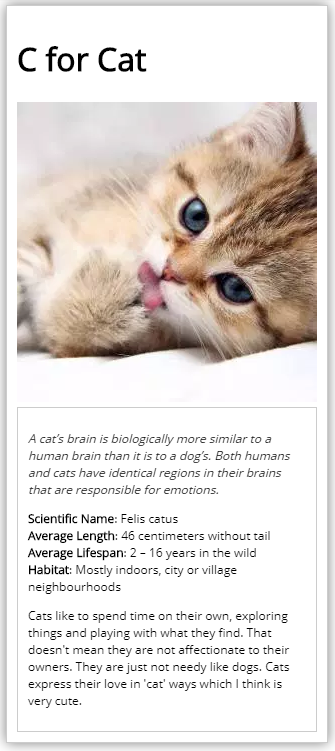 C for Cat
A cat's brain is biologically more similar to a
human brain than it is to a dog's. Both humans
and cats have identical regions in their brains
that are responsible for emotions.
Scientific Name: Felis catus
Average Length: 46 centimeters without tail
Average Lifespan: 2 – 16 years in the wild
Habitat: Mostly indoors, city or village
neighbourhoods
Cats like to spend time on their own, exploring
things and playing with what they find. That
doesn't mean they are not affectionate to their
owners. They are just not needy like dogs. Cats
express their love in 'cat' ways which I think is
very cute.